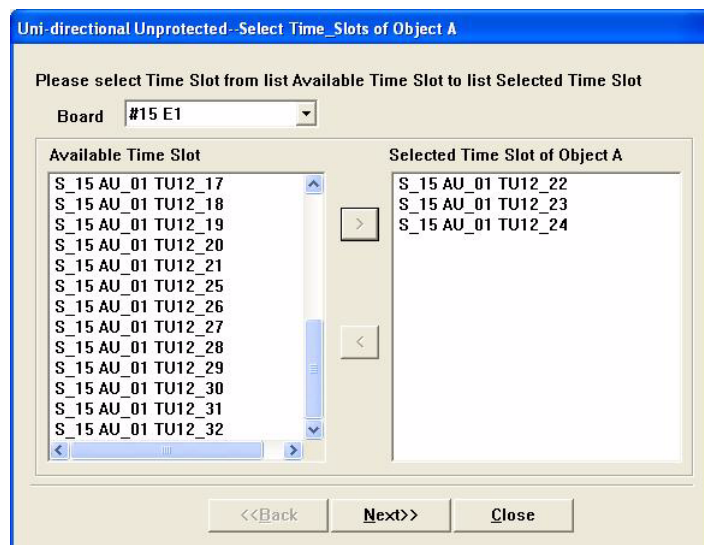 Uni-directional Unprotected--Select Time_Slots of Object A
Please select Time Slot from list Available Time Slot to list Selected Time Slot
Board #15 E1
Available Time Slot
S_15 AU_01 TU12_17
S_15 AU_01 TU12_18
S_15 AU_01 TU12_19
S_15 AU_01 TU12_20
S_15 AU_01 TU12_21
S_15 AU_01 TU12_25
S_15 AU_01 TU12_26
S_15 AU_01 TU12_27
S_15 AU_01 TU12_28
S_15 AU_01 TU12_29
S_15 AU_01 TU12_30
S_15 AU_01 TU12_31
S_15 AU_01 TU12_32
>
<
Selected Time Slot of Object A
S_15 AU_01 TU12_22
S_15 AU_01 TU12_23
S_15 AU_01 TU12_24
<<Back Next>> Close